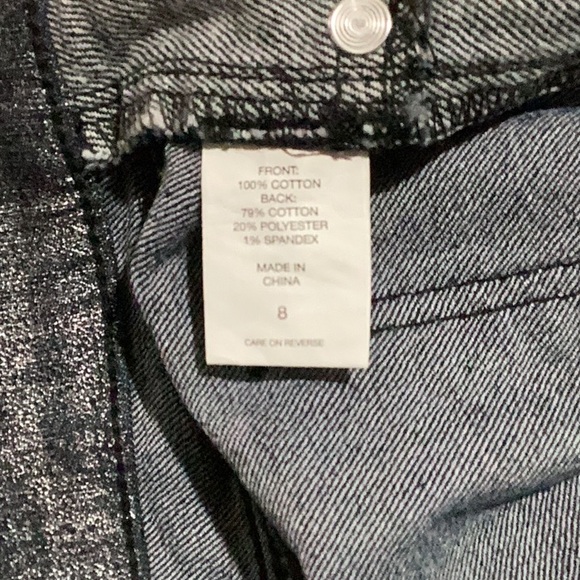 FRONT:
100% COTTON
BACK:
79% COTTON
20% POLYESTER
1% SPANDEX
MADE IN
CHINA
8
CARE ON REVERSE